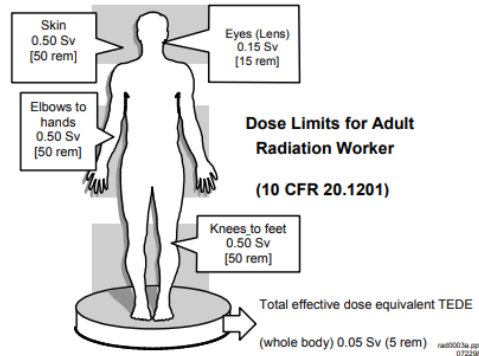 Skin
0.50 Sv
[50 rem]
Eyes (Lens)
0.15 Sv
[15 rem]
Elbows to
hands
0.50 Sv
[50 rem]
Dose Limits for Adult
Radiation Worker
(10 CFR 20.1201)
Knees to feet
0.50 Sv
[50 rem]
Total effective dose equivalent TEDE
(whole body) 0.05 Sv (5 rem)
rad0003a.pp
072298